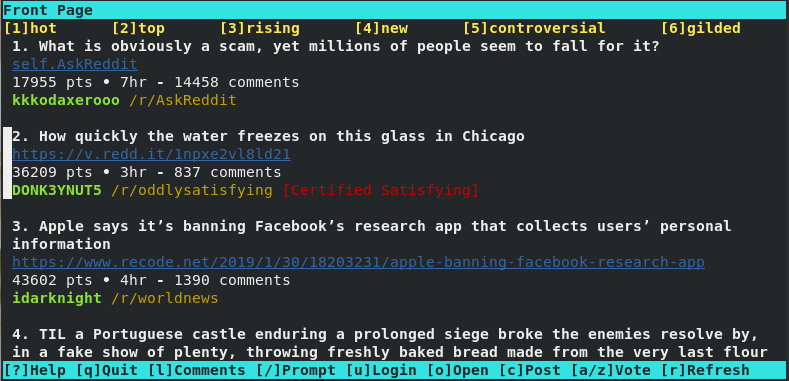 Front Page
[1]hot [2]top [3]rising [4]new [5]controversial [6]gilded
1. What is obviously a scam, yet millions of people seem to fall for it?
self.AskReddit
17955 pts • 7hr - 14458 comments
kkkodaxerooo /r/AskReddit
2. How quickly the water freezes on this glass in Chicago
https://v.redd.it/1npxe2vl8ld21
36209 pts • 3hr - 837 comments
DONK3YNUT5 /r/oddlysatisfying [Certified Satisfying]
3. Apple says it’s banning Facebook’s research app that collects users’ personal
information
https://www.recode.net/2019/1/30/18203231/apple-banning-facebook-research-app
43602 pts • 4hr - 1390 comments
idarknight /r/worldnews
4. TIL a Portuguese castle enduring a prolonged siege broke the enemies resolve by,
in a fake show of plenty, throwing freshly baked bread made from the very last flour
[?]Help [q]Quit [l]Comments [/]Prompt [u]Login [o]Open [c]Post [a/z]Vote [r]Refresh